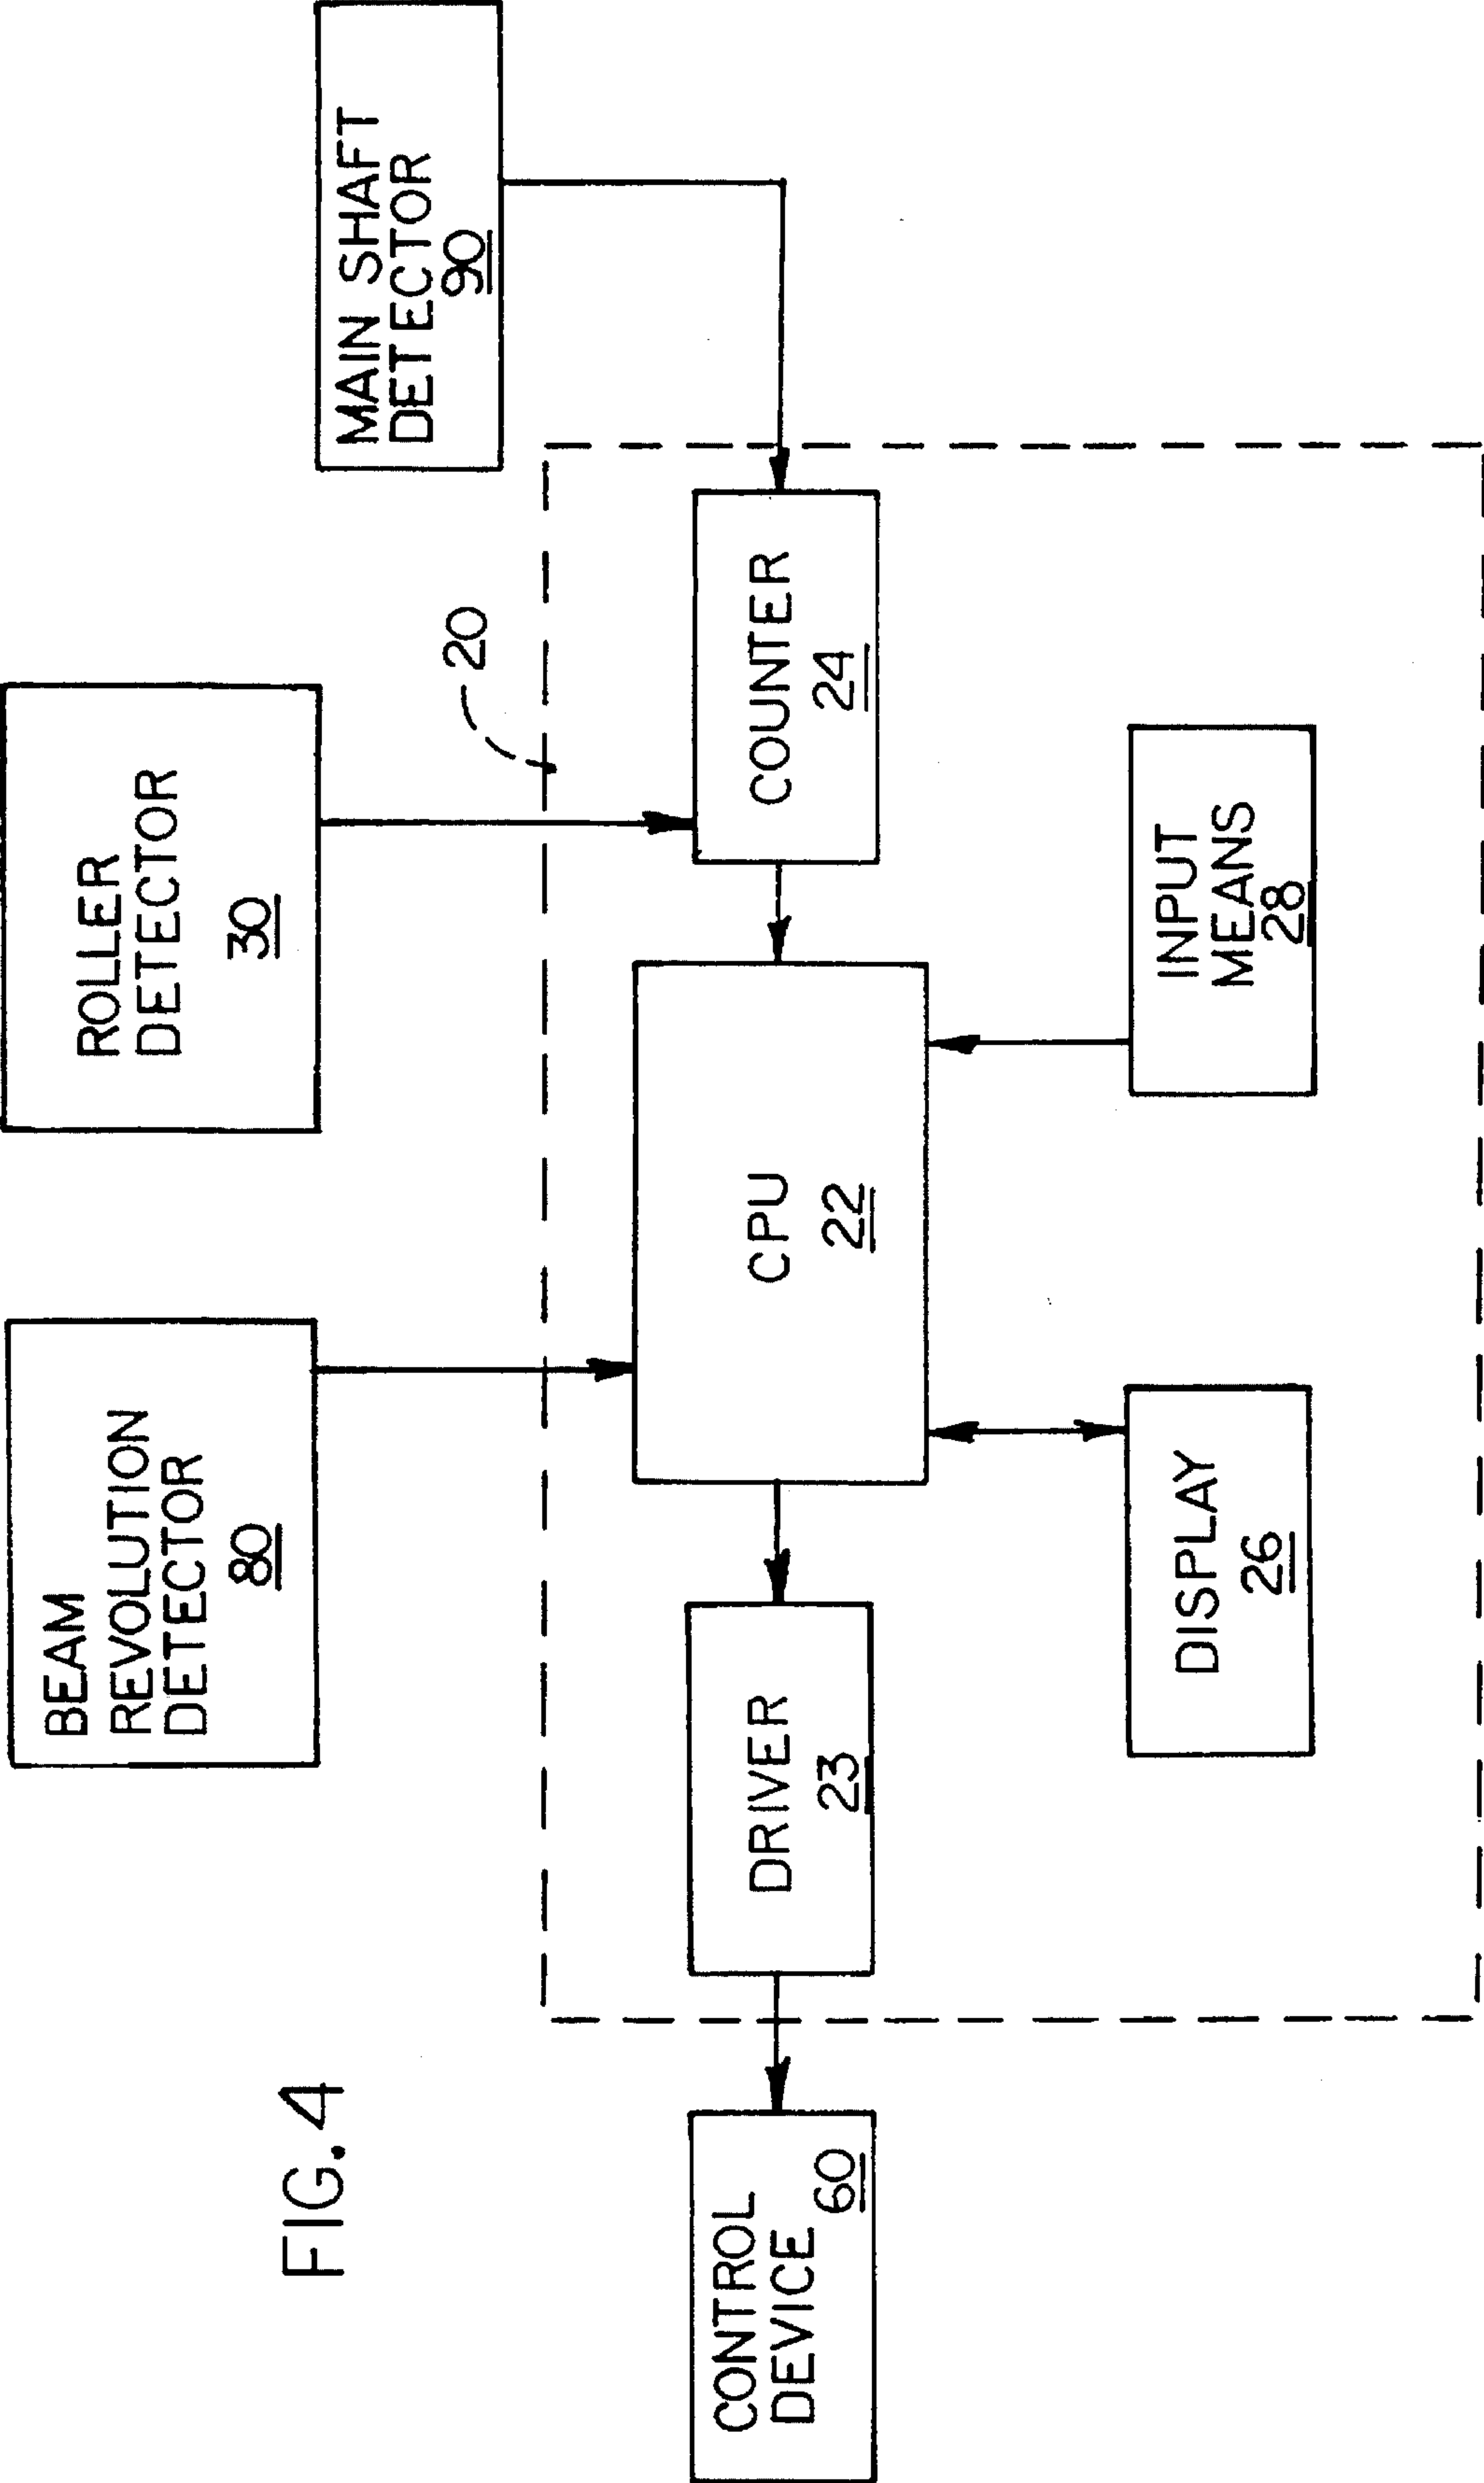 FIG. 4
BEAM
REVOLUTION
DETECTOR
80
ROLLER
DETECTOR
30
MAIN SHAFT
DETECTOR
90
20
CONTROL
DEVICE
60
DRIVER
23
CPU
22
COUNTER
24
DISPLAY
26
INPUT
MEANS
28